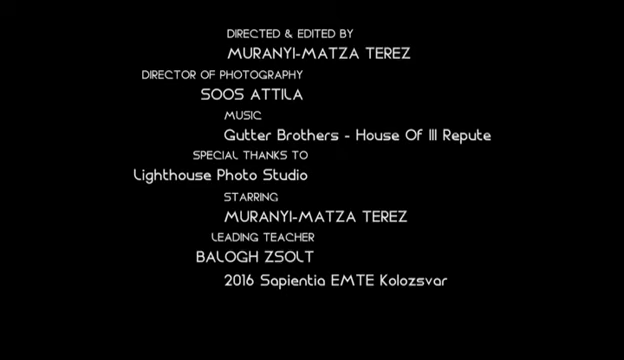 DIRECTED & EDITED BY
MURANYI-MATZA TEREZ
DIRECTOR OF PHOTOGRAPHY
SOOS ATTILA
MUSIC
Gutter Brothers - House Of Ill Repute
SPECIAL THANKS TO
Lighthouse Photo Studio
STARRING
MURANYI-MATZA TEREZ
LEADING TEACHER
BALOGH ZSOLT
2016 Sapientia EMTE Kolozsvar